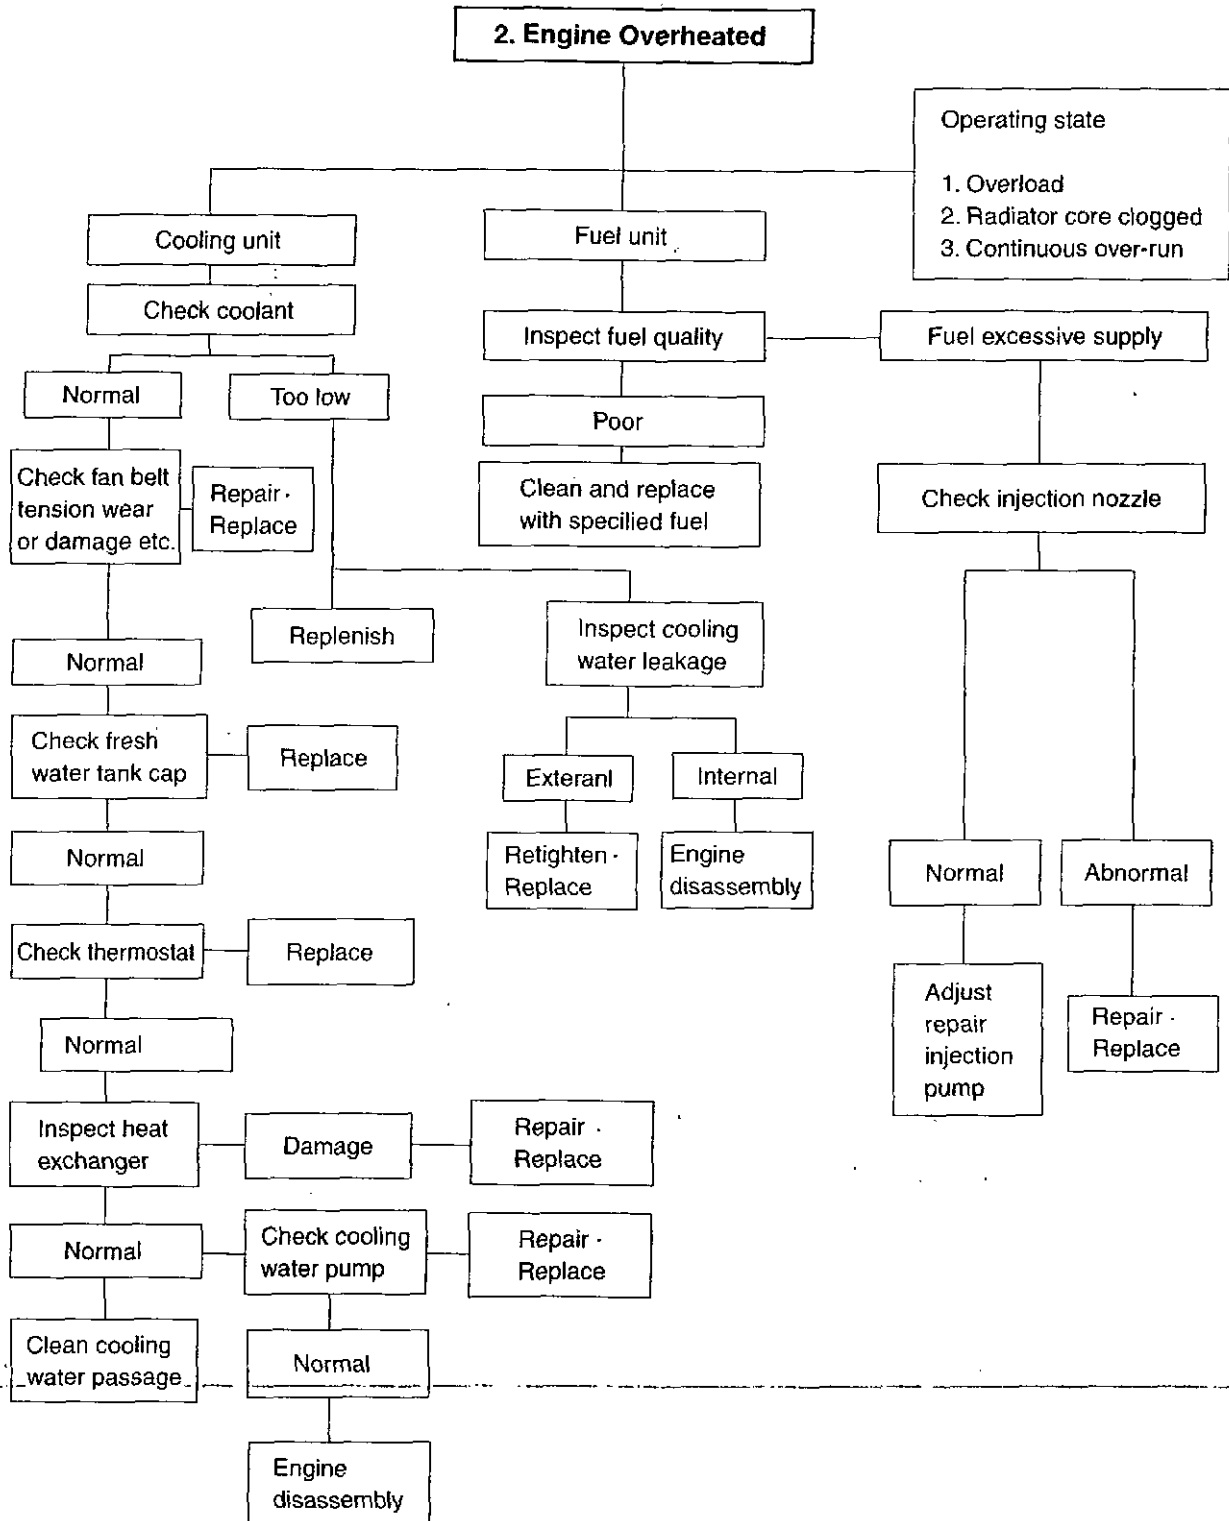 2. Engine Overheated
Operating state
1. Overload
2. Radiator core clogged
3. Continuous over-run
Cooling unit
Fuel unit
Check coolant
Inspect fuel quality
Fuel excessive supply
Normal
Too low
Poor
Check fan belt
tension wear
or damage etc.
Repair ·
Replace
Clean and replace
with specilied fuel
Check injection nozzle
Replenish
Inspect cooling
water leakage
Normal
Check fresh
water tank cap
Replace
Exteranl
Internal
Normal
Retighten ·
Replace
Engine
disassembly
Normal
Abnormal
Check thermostat
Replace
Adjust
repair
injection
pump
Repair ·
Replace
Normal
Inspect heat
exchanger
Damage
Repair ·
Replace
Normal
Check cooling
water pump
Repair ·
Replace
Clean cooling
water passage
Normal
Engine
disassembly